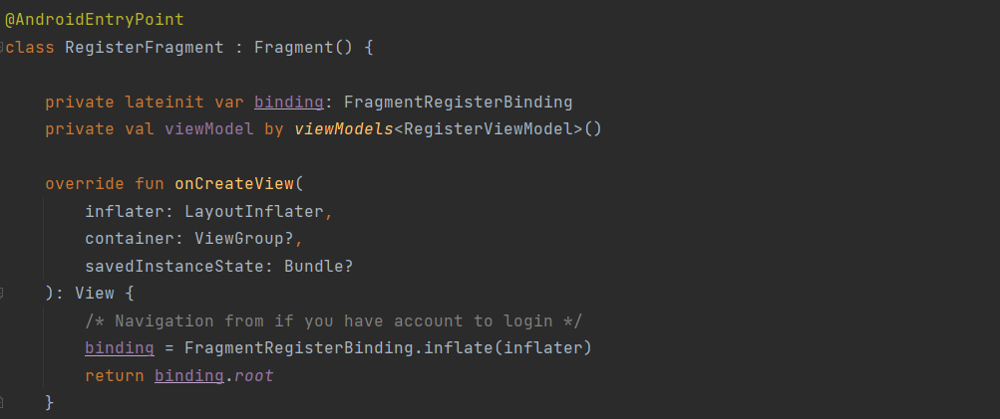 @AndroidEntryPoint
class RegisterFragment : Fragment() {
private lateinit var binding: FragmentRegisterBinding
private val viewModel by viewModels<RegisterViewModel>()
override fun onCreateView(
inflater: LayoutInflater,
container: ViewGroup?,
savedInstanceState: Bundle?
): View {
/* Navigation from if you have account to login */
binding = FragmentRegisterBinding.inflate(inflater)
return binding.root
}